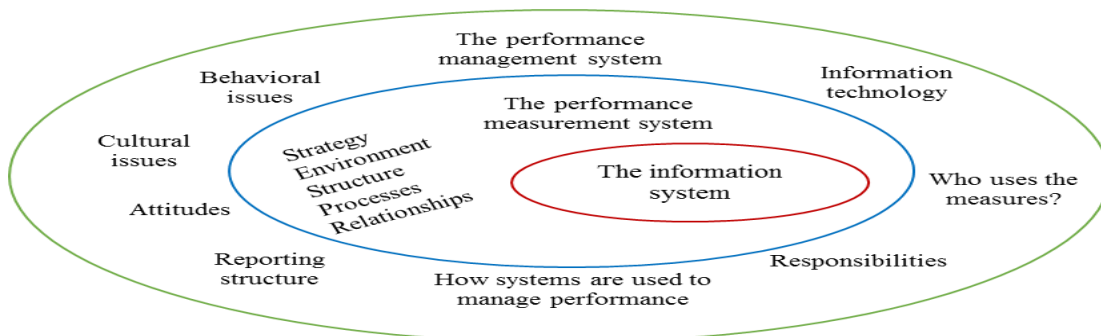 The performance
management system
Behavioral
issues
Information
technology
The performance
measurement system
Cultural
issues
Strategy
Environment
Structure
Processes
Relationships
The information
system
Who uses the
measures?
Attitudes
Reporting
structure
How systems are used to
manage performance
Responsibilities